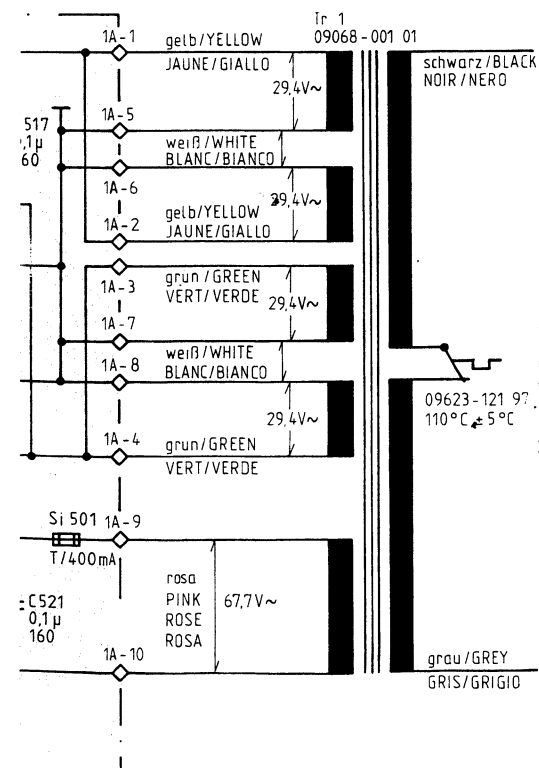 Tr 1
09068-001 01
1A-1
gelb/YELLOW
JAUNE/GIALLO
schwarz/BLACK
NOIR/NERO
29,4V~
1A-5
517
,1µ
60
weiß/WHITE
BLANC/BIANCO
1A-6
29,4V~
1A-2
gelb/YELLOW
JAUNE/GIALLO
1A-3
grun/GREEN
VERT/VERDE
29,4V~
1A-7
weiß/WHITE
BLANC/BIANCO
1A-8
09623-121 97
110°C ±5°C
29,4V~
1A-4
grun/GREEN
VERT/VERDE
Si 501
1A-9
T/400mA
rosa
PINK
ROSE
ROSA
67,7V~
C521
0,1µ
160
1A-10
grau/GREY
GRIS/GRIGIO